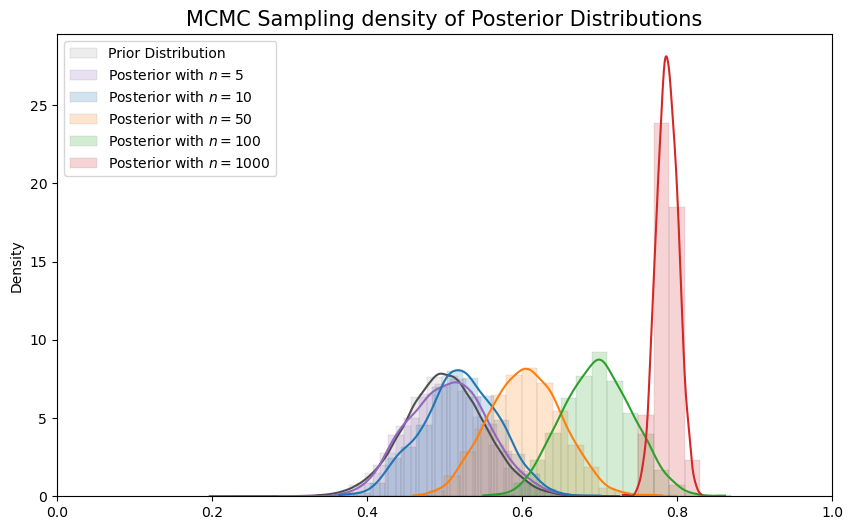 MCMC Sampling density of Posterior Distributions
Prior Distribution
Posterior with n = 5
Posterior with n = 10
Posterior with n = 50
Posterior with n = 100
Posterior with n = 1000
Density
25
20
15
10
5
0
0.0 0.2 0.4 0.6 0.8 1.0